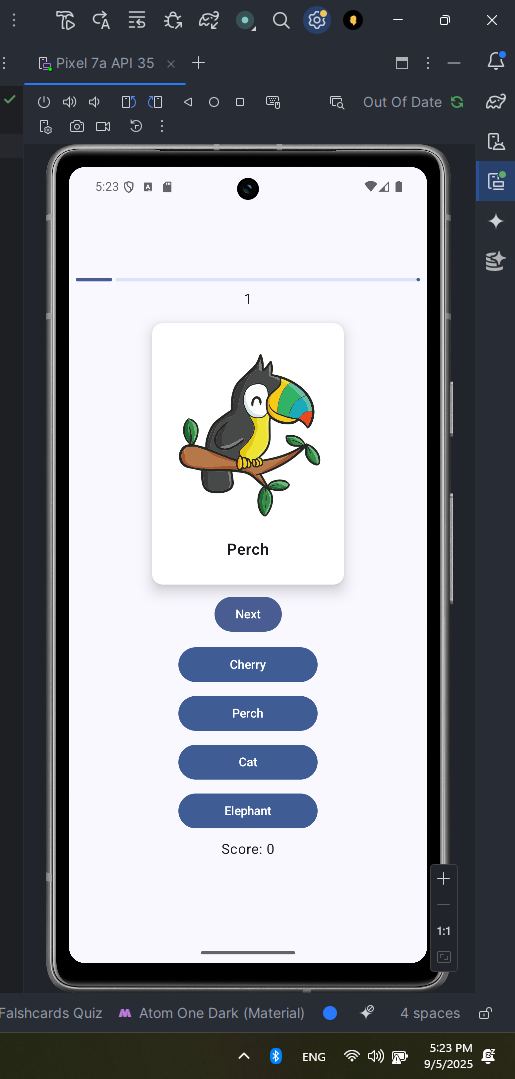 Pixel 7a API 35
Out Of Date
5:23
A
1
Perch
Next
Cherry
Perch
Cat
Elephant
Score: 0
1:1
Falshcards Quiz
Atom One Dark (Material)
4 spaces
ENG
5:23 PM
9/5/2025